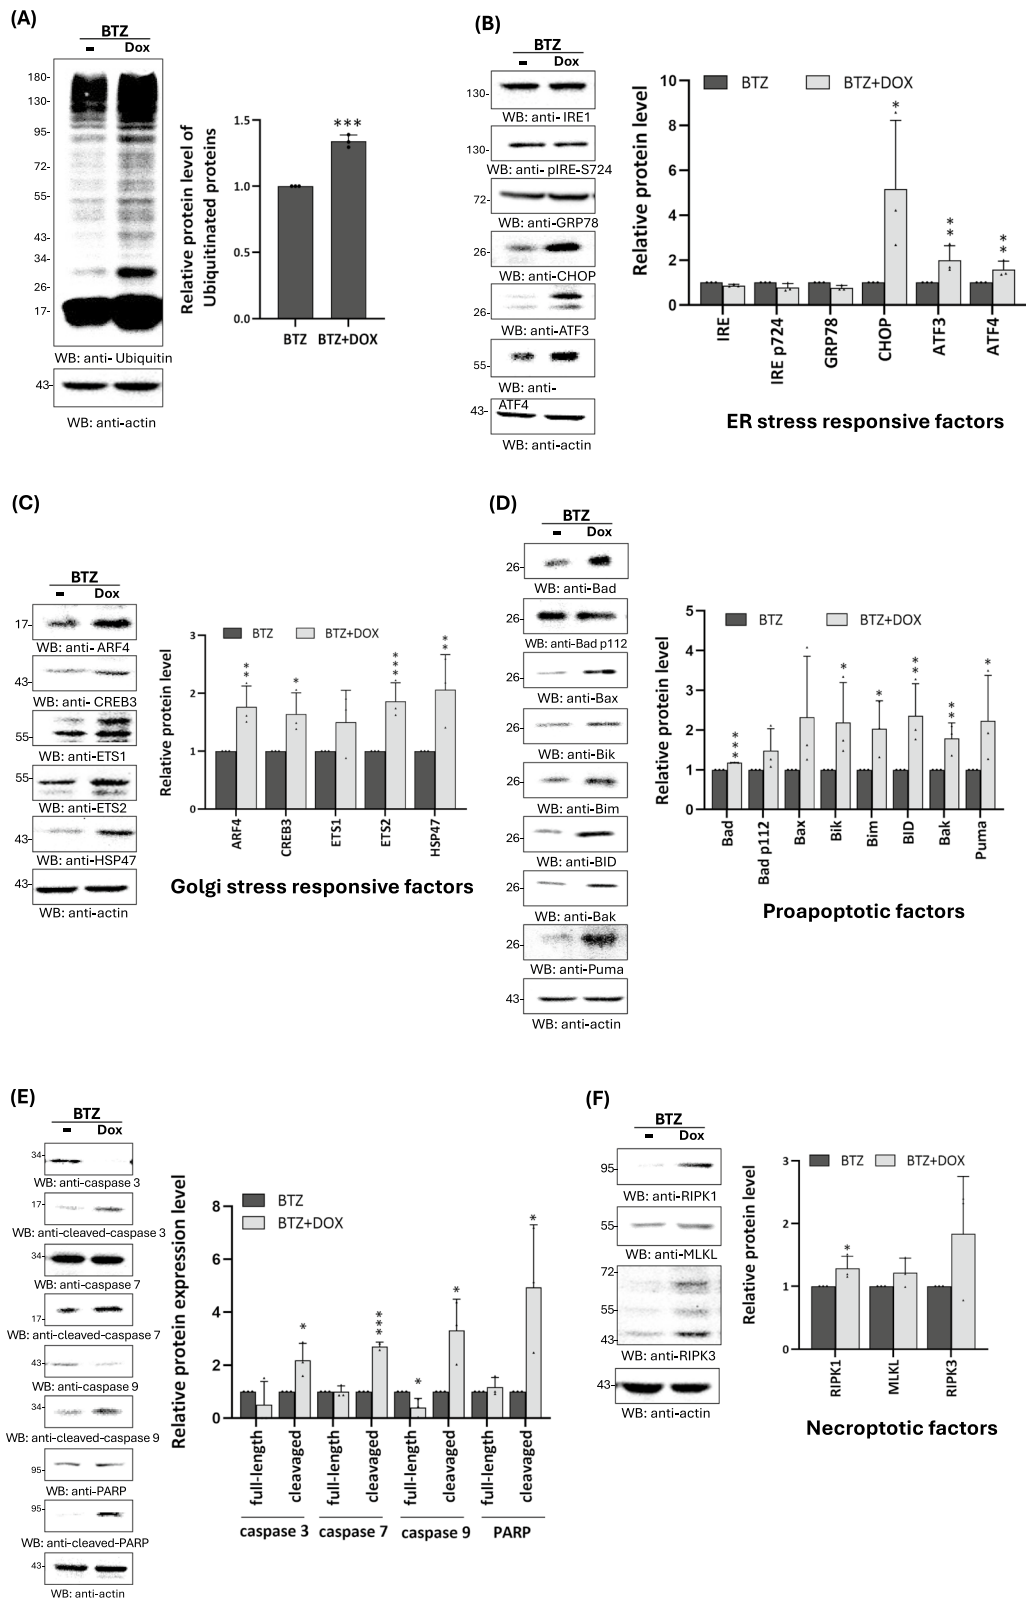 (A)
BTZ
- Dox
180-
130-
95-
72-
55-
43-
34-
26-
17-
WB: anti- Ubiquitin
43-
WB: anti-actin
Relative protein level of
Ubiquitinated proteins
1.5
1.0
0.5
0.0
***
BTZ BTZ+DOX
(B)
BTZ
- Dox
130-
WB: anti- IRE1
130-
WB: anti- pIRE-S724
72-
WB: anti-GRP78
26-
WB: anti-CHOP
26-
WB: anti-ATF3
55-
WB: anti-
ATF4
43-
WB: anti-actin
Relative protein level
10
8
6
4
2
0
BTZ BTZ+DOX
*
**
**
IRE
IRE p724
GRP78
CHOP
ATF3
ATF4
ER stress responsive factors
(C)
BTZ
- Dox
17-
WB: anti- ARF4
43-
WB: anti- CREB3
55-
WB: anti-ETS1
55-
WB: anti-ETS2
43-
WB: anti-HSP47
43-
WB: anti-actin
Relative protein level
3
2
1
0
BTZ BTZ+DOX
**
*
***
**
ARF4
CREB3
ETS1
ETS2
HSP47
Golgi stress responsive factors
(D)
BTZ
- Dox
26-
WB: anti-Bad
26-
WB: anti-Bad p112
26-
WB: anti-Bax
26-
WB: anti-Bik
26-
WB: anti-Bim
26-
WB: anti-BID
26-
WB: anti-Bak
26-
WB: anti-Puma
43-
WB: anti-actin
Relative protein level
5
4
3
2
1
0
BTZ BTZ+DOX
***
*
*
**
**
*
Bad
Bad p112
Bax
Bik
Bim
BID
Bak
Puma
Proapoptotic factors
(E)
BTZ
- Dox
34-
WB: anti-caspase 3
17-
WB: anti-cleaved-caspase 3
34-
WB: anti-caspase 7
17-
WB: anti-cleaved-caspase 7
43-
WB: anti-caspase 9
34-
WB: anti-cleaved-caspase 9
95-
WB: anti-PARP
95-
WB: anti-cleaved-PARP
43-
WB: anti-actin
Relative protein expression level
8
6
4
2
0
BTZ
BTZ+DOX
*
***
*
*
*
full-length
cleavaged
full-length
cleavaged
full-length
cleavaged
full-length
cleavaged
caspase 3 caspase 7 caspase 9 PARP
(F)
BTZ
- Dox
95-
WB: anti-RIPK1
55-
WB: anti-MLKL
72-
55-
43-
WB: anti-RIPK3
43-
WB: anti-actin
Relative protein level
3
2
1
0
BTZ BTZ+DOX
*
RIPK1
MLKL
RIPK3
Necroptotic factors